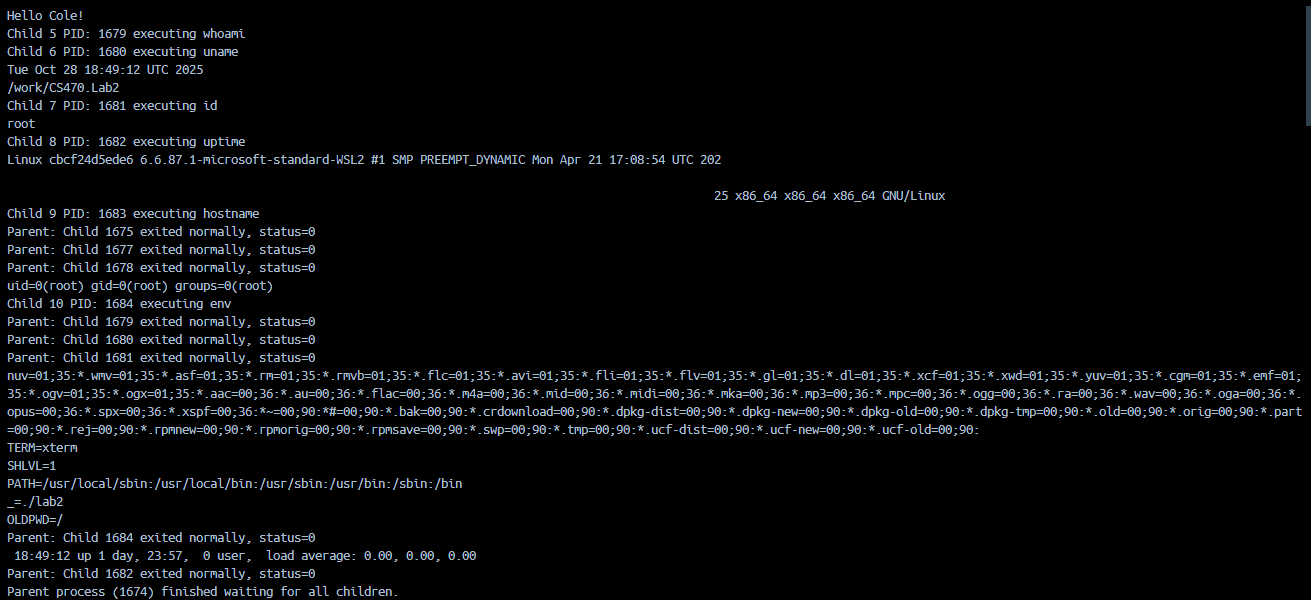 Hello Cole!
Child 5 PID: 1679 executing whoami
Child 6 PID: 1680 executing uname
Tue Oct 28 18:49:12 UTC 2025
/work/CS470.Lab2
Child 7 PID: 1681 executing id
root
Child 8 PID: 1682 executing uptime
Linux cbcf24d5ede6 6.6.87.1-microsoft-standard-WSL2 #1 SMP PREEMPT_DYNAMIC Mon Apr 21 17:08:54 UTC 202
25 x86_64 x86_64 x86_64 GNU/Linux
Child 9 PID: 1683 executing hostname
Parent: Child 1675 exited normally, status=0
Parent: Child 1677 exited normally, status=0
Parent: Child 1678 exited normally, status=0
uid=0(root) gid=0(root) groups=0(root)
Child 10 PID: 1684 executing env
Parent: Child 1679 exited normally, status=0
Parent: Child 1680 exited normally, status=0
Parent: Child 1681 exited normally, status=0
nuv=01;35:*.wmv=01;35:*.asf=01;35:*.rm=01;35:*.rmvb=01;35:*.flc=01;35:*.avi=01;35:*.fli=01;35:*.flv=01;35:*.gl=01;35:*.dl=01;35:*.xcf=01;35:*.xwd=01;35:*.yuv=01;35:*.cgm=01;35:*.emf=01;
35:*.ogv=01;35:*.ogx=01;35:*.aac=00;36:*.au=00;36:*.flac=00;36:*.m4a=00;36:*.mid=00;36:*.midi=00;36:*.mka=00;36:*.mp3=00;36:*.mpc=00;36:*.ogg=00;36:*.ra=00;36:*.wav=00;36:*.oga=00;36:*.
opus=00;36:*.spx=00;36:*.xspf=00;36:*~=00;90:*#=00;90:*.bak=00;90:*.crdownload=00;90:*.dpkg-dist=00;90:*.dpkg-new=00;90:*.dpkg-old=00;90:*.dpkg-tmp=00;90:*.old=00;90:*.orig=00;90:*.part
=00;90:*.rej=00;90:*.rpmnew=00;90:*.rpmorig=00;90:*.rpmsave=00;90:*.swp=00;90:*.tmp=00;90:*.ucf-dist=00;90:*.ucf-new=00;90:*.ucf-old=00;90:
TERM=xterm
SHLVL=1
PATH=/usr/local/sbin:/usr/local/bin:/usr/sbin:/usr/bin:/sbin:/bin
_=./lab2
OLDPWD=/
Parent: Child 1684 exited normally, status=0
18:49:12 up 1 day, 23:57,  0 user,  load average: 0.00, 0.00, 0.00
Parent: Child 1682 exited normally, status=0
Parent process (1674) finished waiting for all children.